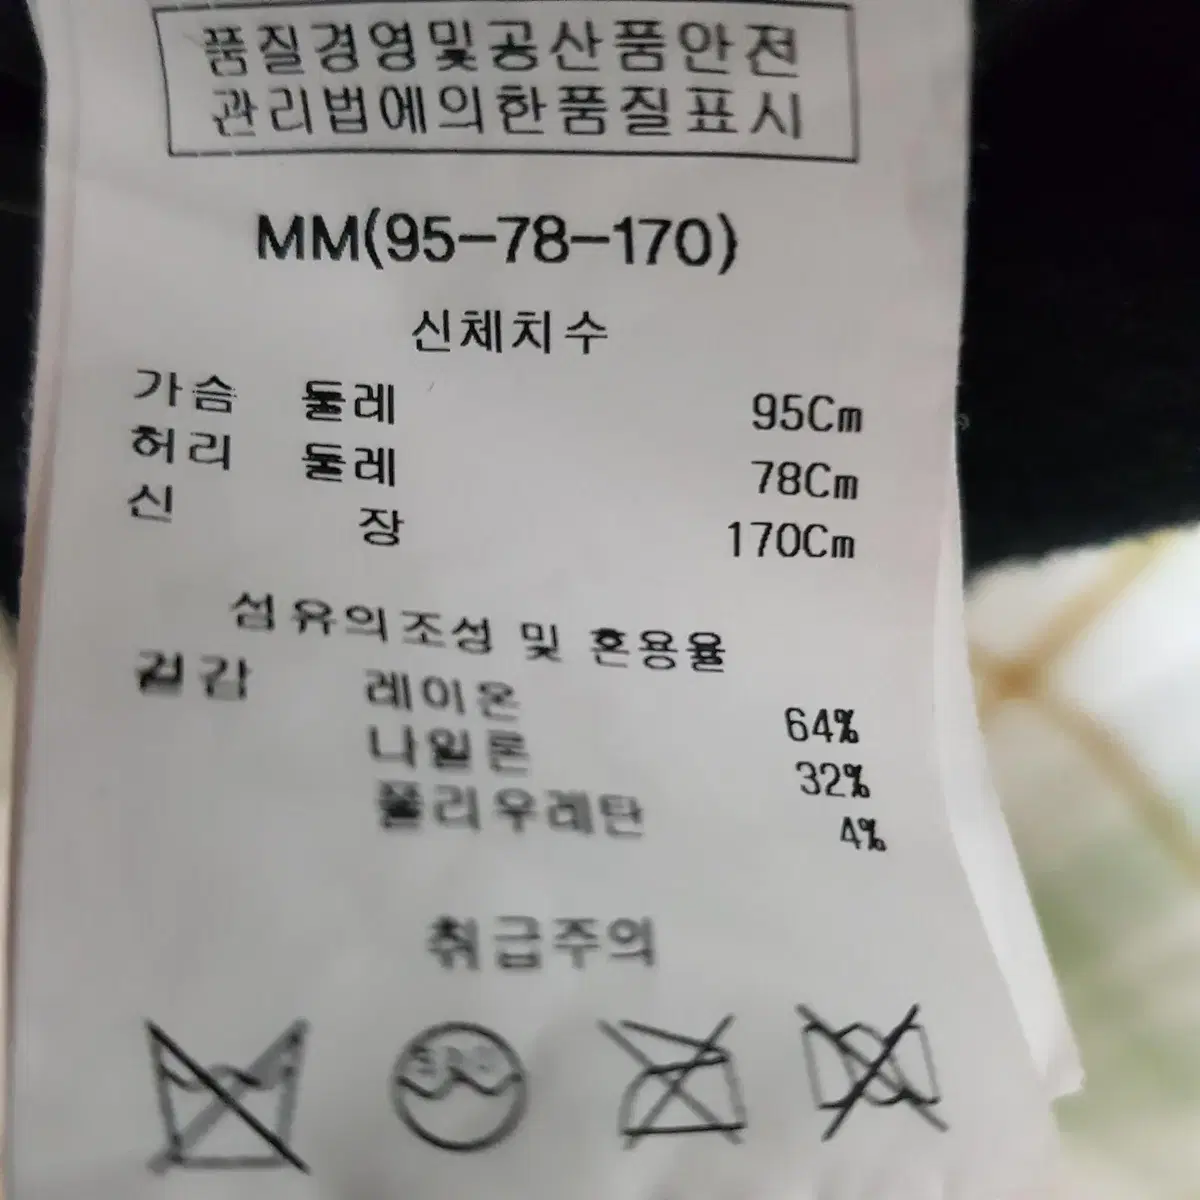 품질경영및공산품안전
관리법에의한품질표시
MM(95-78-170)
신체치수
가슴 둘레 95Cm
허리 둘레 78Cm
신 장 170Cm
섬유의조성 및 혼용율
겉감 레이온 64%
나일론 32%
폴리우레탄 4%
취급주의